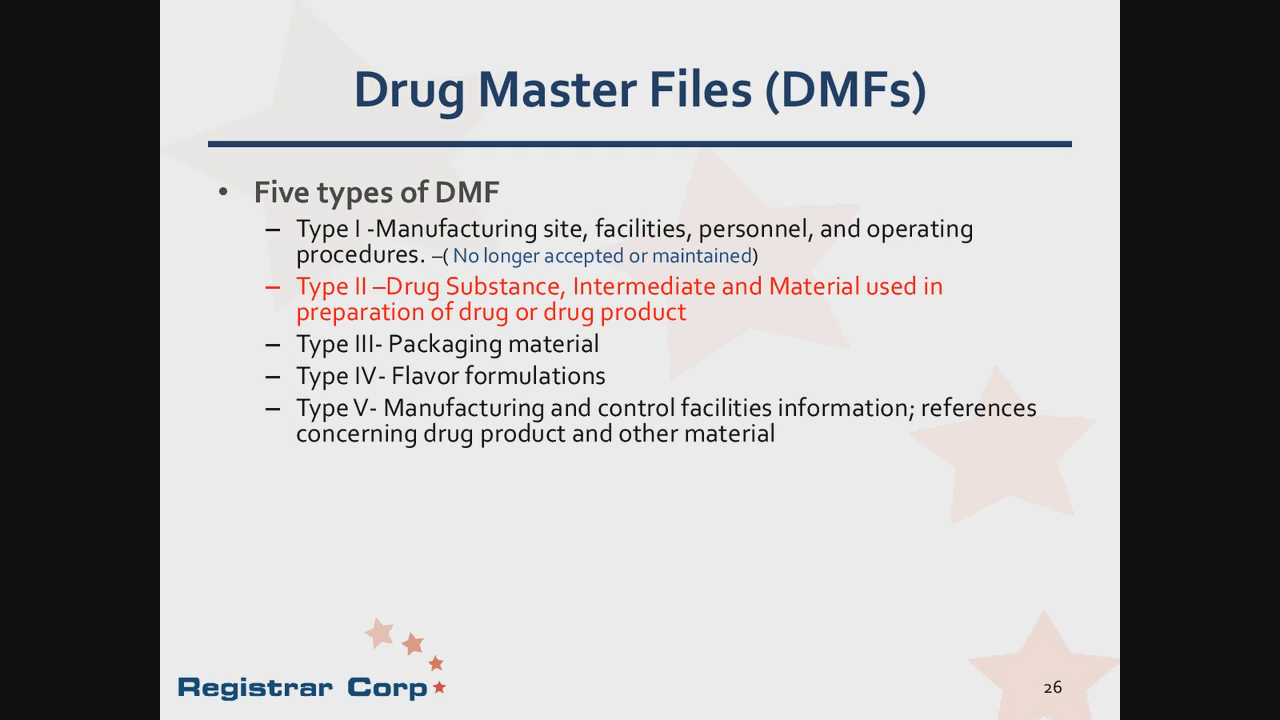 Drug Master Files (DMFs)
• Five types of DMF
– Type I -Manufacturing site, facilities, personnel, and operating
procedures. –( No longer accepted or maintained)
– Type II –Drug Substance, Intermediate and Material used in
preparation of drug or drug product
– Type III- Packaging material
– Type IV- Flavor formulations
– Type V- Manufacturing and control facilities information; references
concerning drug product and other material
Registrar Corp
26